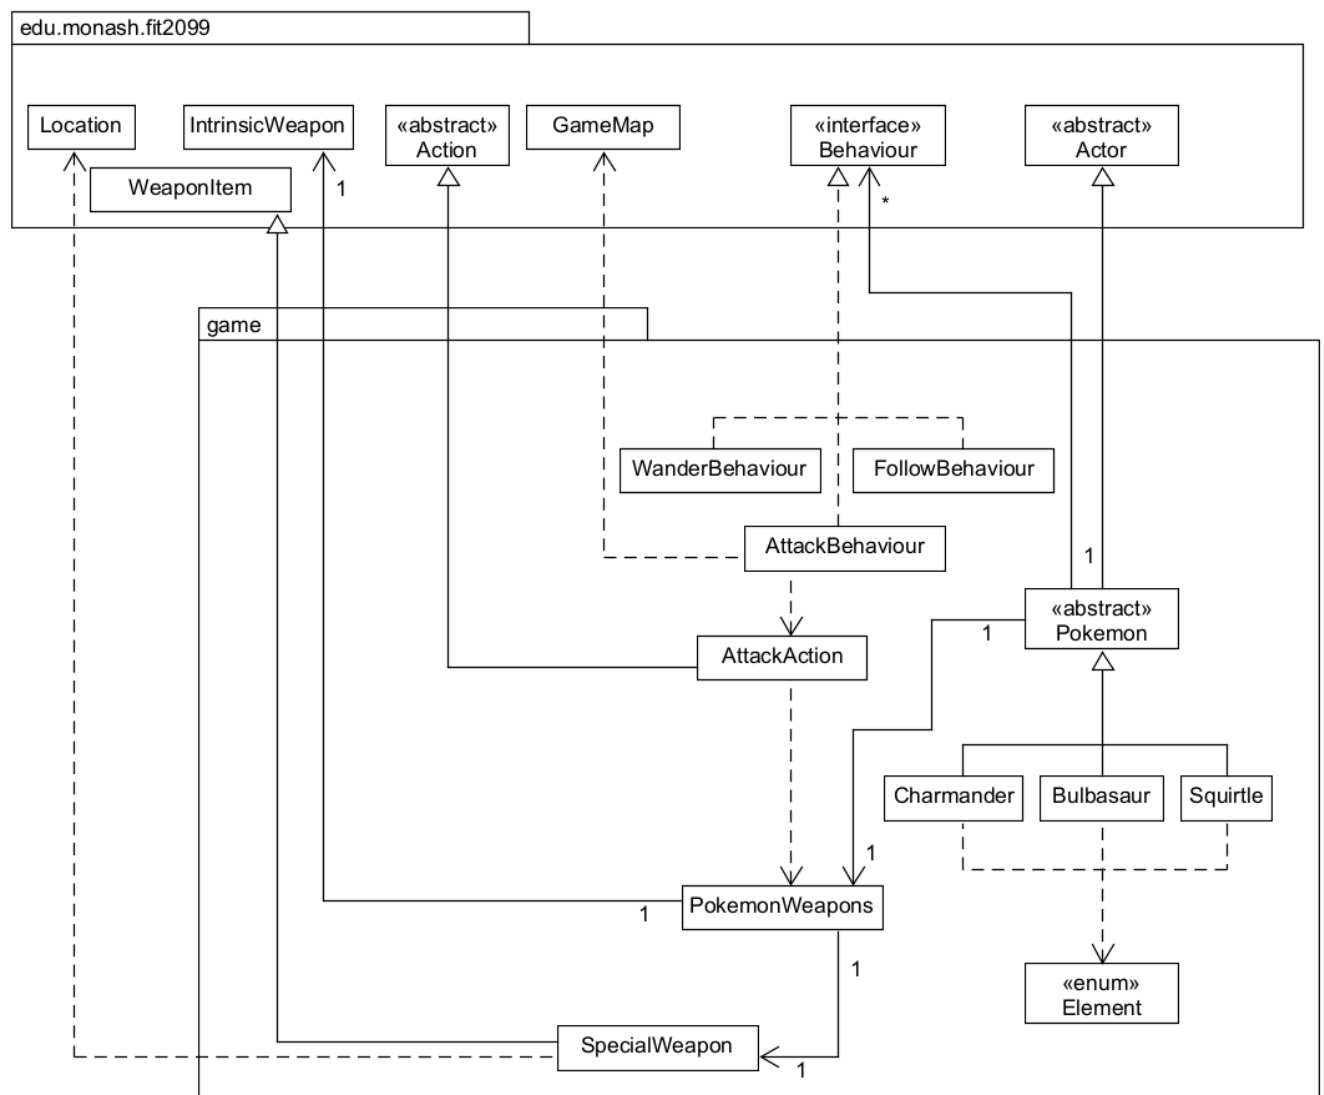 edu.monash.fit2099
Location
IntrinsicWeapon
«abstract»
Action
GameMap
«interface»
Behaviour
«abstract»
Actor
WeaponItem
1
*
game
WanderBehaviour
FollowBehaviour
AttackBehaviour
1
«abstract»
Pokemon
1
AttackAction
Charmander
Bulbasaur
Squirtle
1
PokemonWeapons
1
1
«enum»
Element
SpecialWeapon
1